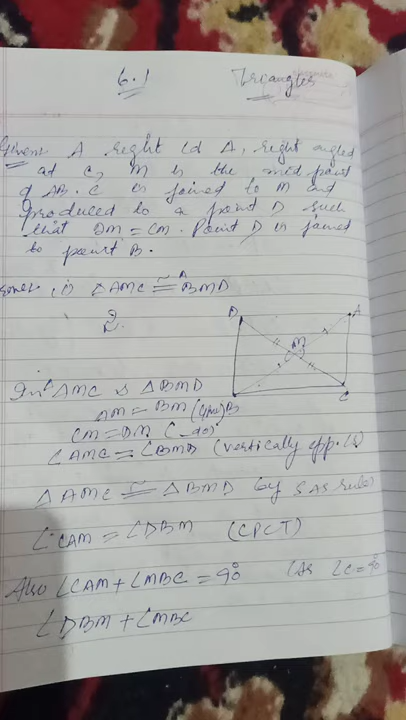 6.1 Triangles
Given A right ∠d Δ, right angled
at C, M is the mid point
of AB. C is joined to M and
produced to a point D such
that DM = CM. Point D is joined
to point B.
(i) ΔAMC ≅ ΔBMD
D A
M
B C
In ΔAMC & ΔBMD
AM = BM
CM = DM
∠AMC = ∠BMD (vertically opp. ∠s)
ΔAMC ≅ ΔBMD by SAS rule
∠CAM = ∠DBM (CPCT)
Also ∠CAM + ∠MBC = 90° (As ∠C = 90°
∠DBM + ∠MBC